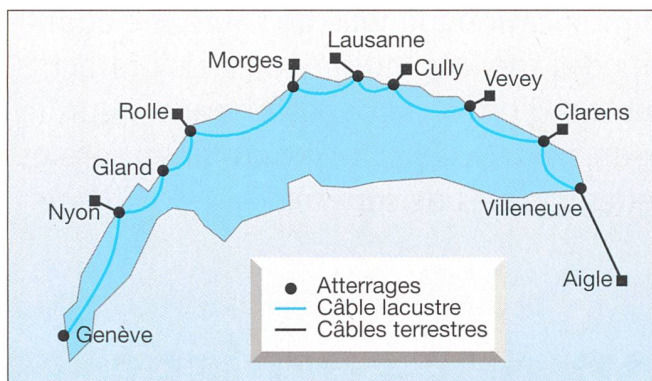 Lausanne
Morges
Cully
Vevey
Rolle
Clarens
Gland
Nyon
Villeneuve
Aigle
Genève
Atterrages
Câble lacustre
Câbles terrestres